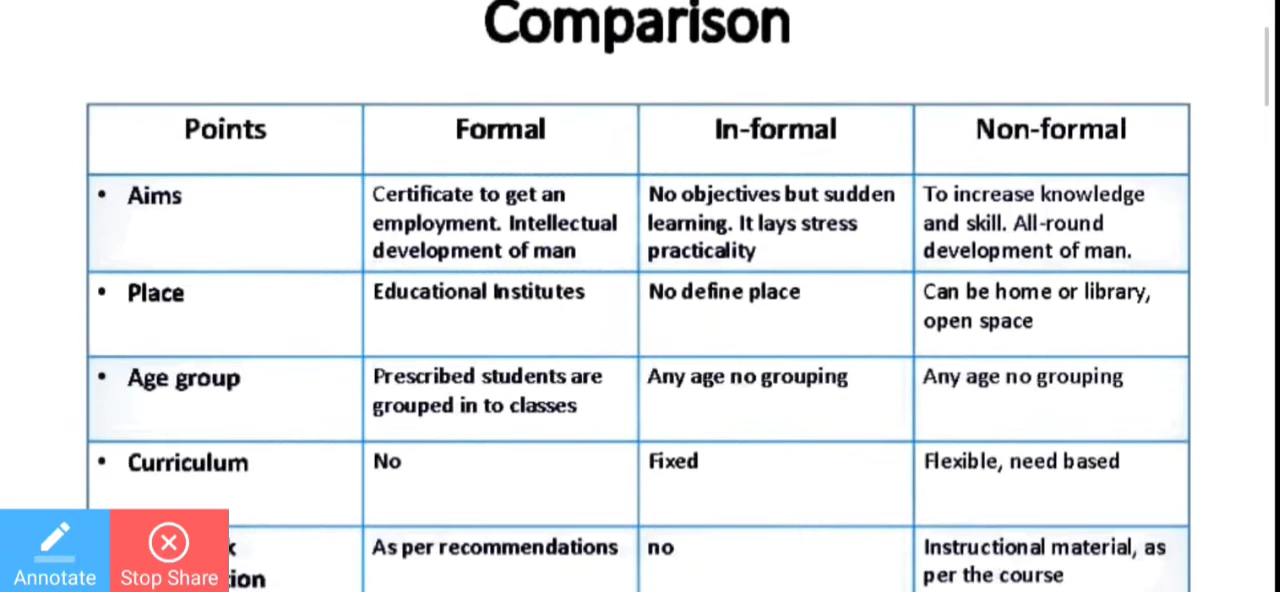 Comparison
Points Formal In-formal Non-formal
• Aims
Certificate to get an
employment. Intellectual
development of man
No objectives but sudden
learning. It lays stress
practicality
To increase knowledge
and skill. All-round
development of man.
• Place
Educational Institutes
No define place
Can be home or library,
open space
• Age group
Prescribed students are
grouped in to classes
Any age no grouping
Any age no grouping
• Curriculum
No
Fixed
Flexible, need based
As per recommendations
no
Instructional material, as
per the course
Annotate
Stop Share